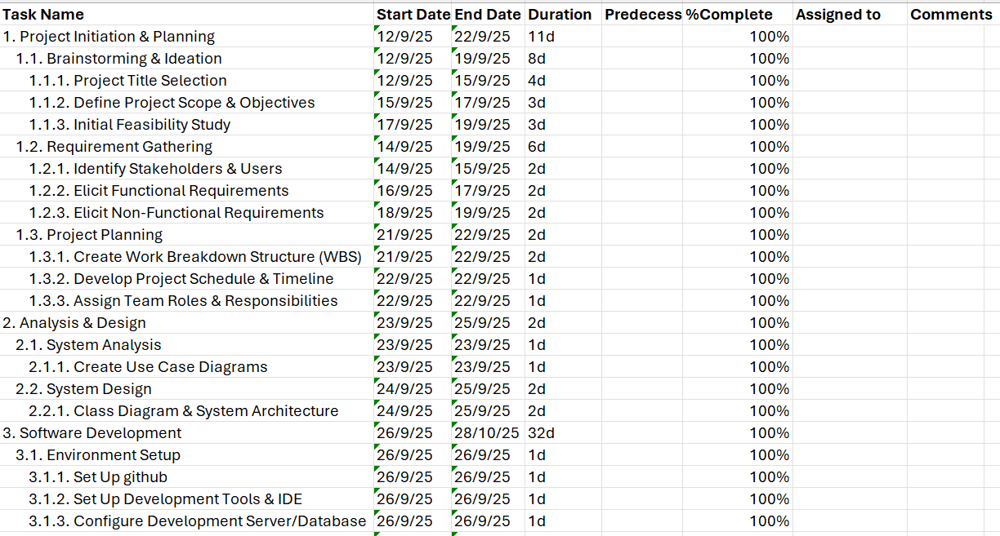 Task Name Start Date End Date Duration Predecess %Complete Assigned to Comments
1. Project Initiation & Planning 12/9/25 22/9/25 11d 100%
1.1. Brainstorming & Ideation 12/9/25 19/9/25 8d 100%
1.1.1. Project Title Selection 12/9/25 15/9/25 4d 100%
1.1.2. Define Project Scope & Objectives 15/9/25 17/9/25 3d 100%
1.1.3. Initial Feasibility Study 17/9/25 19/9/25 3d 100%
1.2. Requirement Gathering 14/9/25 19/9/25 6d 100%
1.2.1. Identify Stakeholders & Users 14/9/25 15/9/25 2d 100%
1.2.2. Elicit Functional Requirements 16/9/25 17/9/25 2d 100%
1.2.3. Elicit Non-Functional Requirements 18/9/25 19/9/25 2d 100%
1.3. Project Planning 21/9/25 22/9/25 2d 100%
1.3.1. Create Work Breakdown Structure (WBS) 21/9/25 22/9/25 2d 100%
1.3.2. Develop Project Schedule & Timeline 22/9/25 22/9/25 1d 100%
1.3.3. Assign Team Roles & Responsibilities 22/9/25 22/9/25 1d 100%
2. Analysis & Design 23/9/25 25/9/25 2d 100%
2.1. System Analysis 23/9/25 23/9/25 1d 100%
2.1.1. Create Use Case Diagrams 23/9/25 23/9/25 1d 100%
2.2. System Design 24/9/25 25/9/25 2d 100%
2.2.1. Class Diagram & System Architecture 24/9/25 25/9/25 2d 100%
3. Software Development 26/9/25 28/10/25 32d 100%
3.1. Environment Setup 26/9/25 26/9/25 1d 100%
3.1.1. Set Up github 26/9/25 26/9/25 1d 100%
3.1.2. Set Up Development Tools & IDE 26/9/25 26/9/25 1d 100%
3.1.3. Configure Development Server/Database 26/9/25 26/9/25 1d 100%